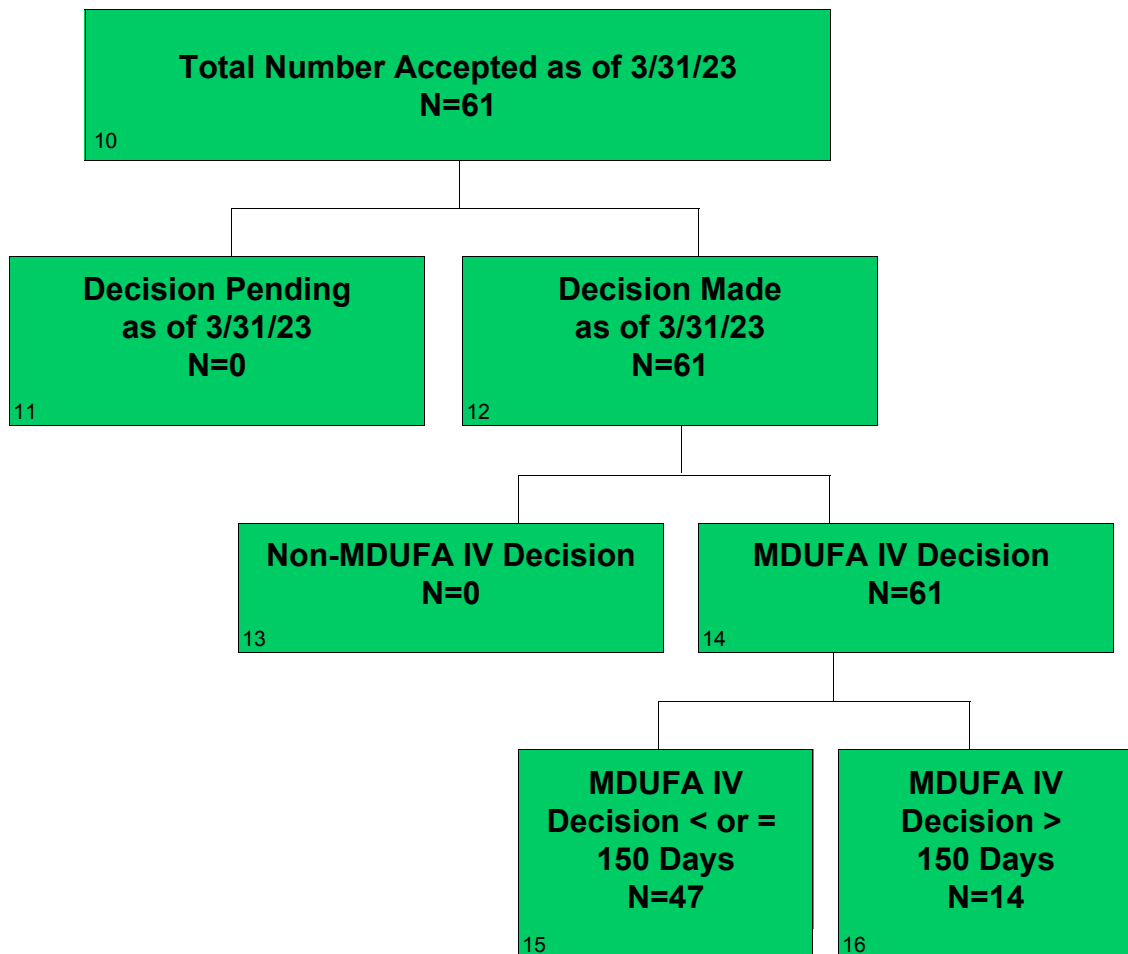 Total Number Accepted as of 3/31/23
N=61
10
Decision Pending
as of 3/31/23
N=0
11
Decision Made
as of 3/31/23
N=61
12
Non-MDUFA IV Decision
N=0
13
MDUFA IV Decision
N=61
14
MDUFA IV
Decision < or =
150 Days
N=47
15
MDUFA IV
Decision >
150 Days
N=14
16